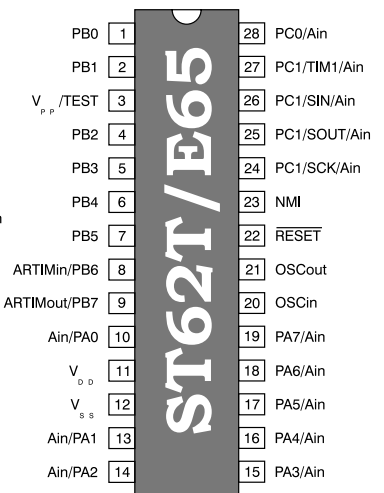 PB0 1 28 PC0/Ain
PB1 2 27 PC1/TIM1/Ain
VPP/TEST 3 26 PC1/SIN/Ain
PB2 4 25 PC1/SOUT/Ain
PB3 5 24 PC1/SCK/Ain
PB4 6 23 NMI
PB5 7 22 RESET
ARTIMin/PB6 8 21 OSCout
ARTIMout/PB7 9 20 OSCin
Ain/PA0 10 19 PA7/Ain
VDD 11 18 PA6/Ain
VSS 12 17 PA5/Ain
Ain/PA1 13 16 PA4/Ain
Ain/PA2 14 15 PA3/Ain
ST62T/E65